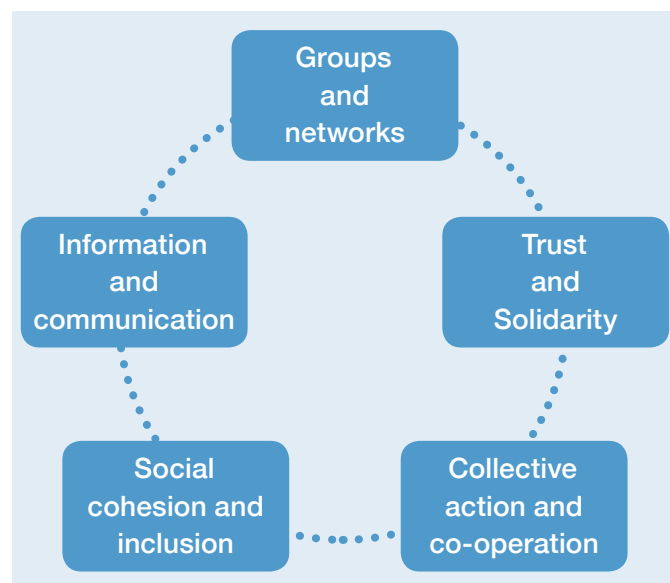 Groups
and
networks
Information
and
communication
Trust
and
Solidarity
Social
cohesion and
inclusion
Collective
action and
co-operation